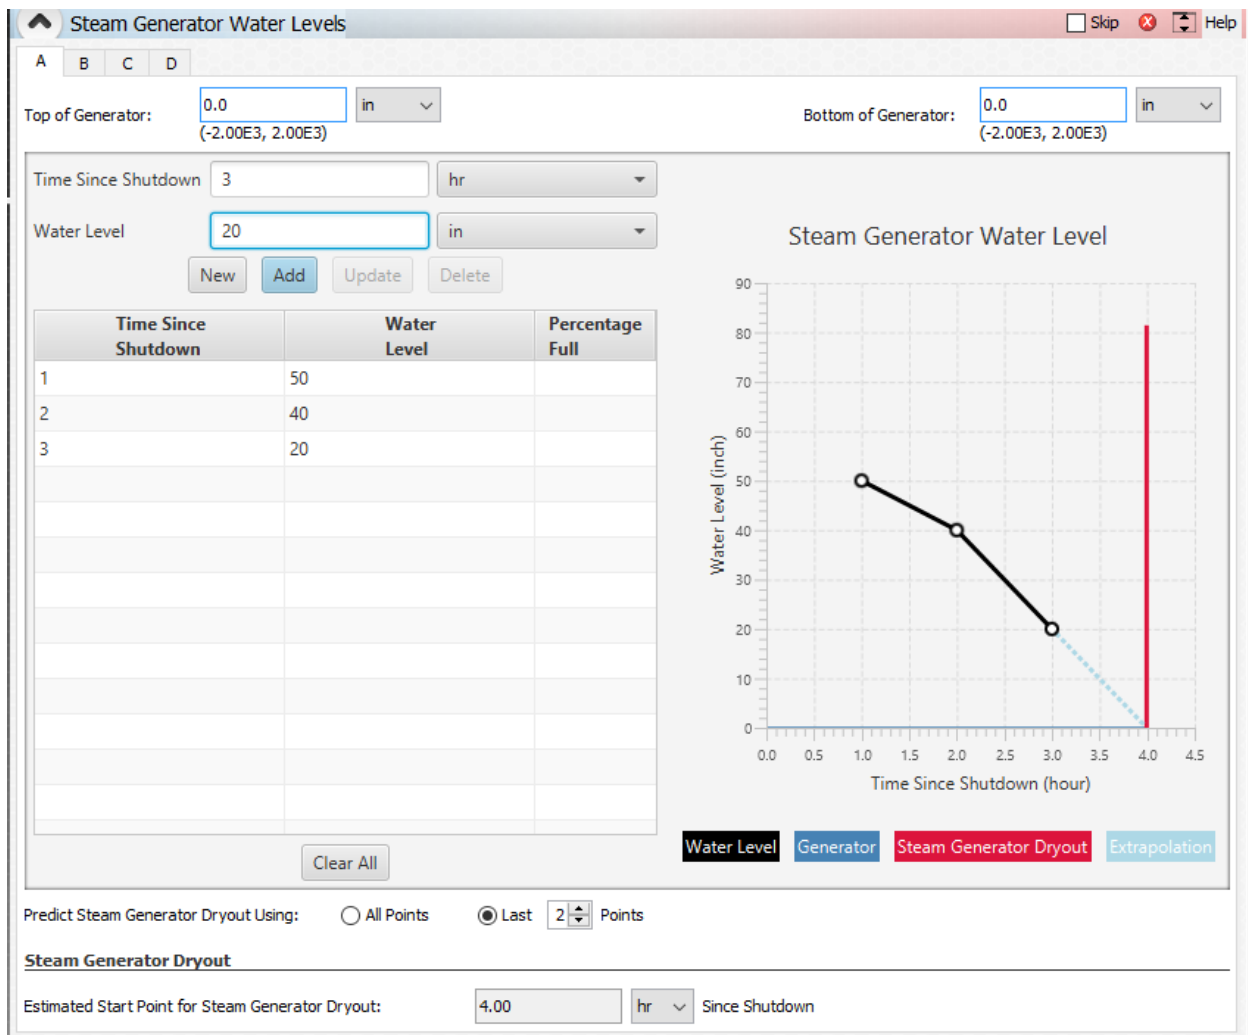 Steam Generator Water Levels
Skip
Help
A B C D
Top of Generator: 0.0 in
(-2.00E3, 2.00E3)
Bottom of Generator: 0.0 in
(-2.00E3, 2.00E3)
Time Since Shutdown 3 hr
Water Level 20 in
New Add Update Delete
Time Since Shutdown Water Level Percentage Full
1 50
2 40
3 20
Clear All
Steam Generator Water Level
Water Level (inch)
90
80
70
60
50
40
30
20
10
0
0.0 0.5 1.0 1.5 2.0 2.5 3.0 3.5 4.0 4.5
Time Since Shutdown (hour)
Water Level Generator Steam Generator Dryout Extrapolation
Predict Steam Generator Dryout Using: All Points Last 2 Points
Steam Generator Dryout
Estimated Start Point for Steam Generator Dryout: 4.00 hr Since Shutdown